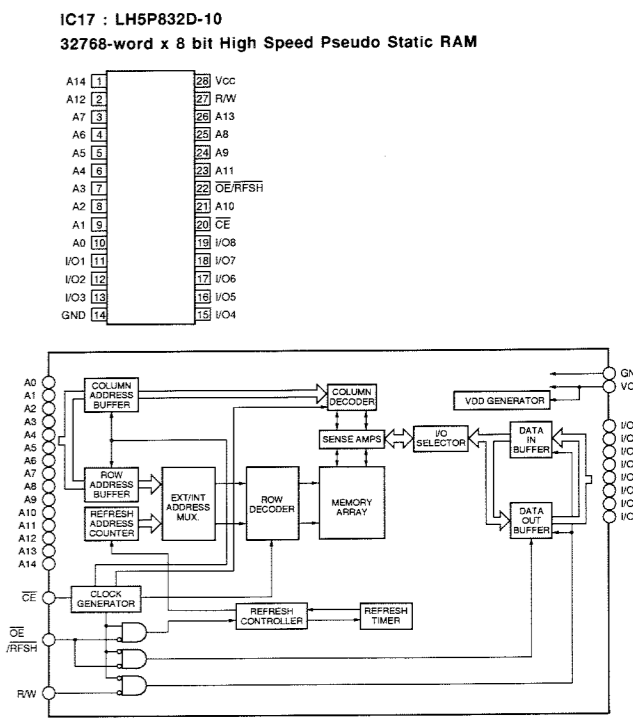 IC17 : LH5P832D-10
32768-word x 8 bit High Speed Pseudo Static RAM
A14 1 28 Vcc
A12 2 27 R/W
A7 3 26 A13
A6 4 25 A8
A5 5 24 A9
A4 6 23 A11
A3 7 22 OE/RFSH
A2 8 21 A10
A1 9 20 CE
A0 10 19 I/O8
I/O1 11 18 I/O7
I/O2 12 17 I/O6
I/O3 13 16 I/O5
GND 14 15 I/O4
A0
A1
A2
A3
A4
A5
A6
A7
A8
A9
A10
A11
A12
A13
A14
CE
OE
/RFSH
R/W
COLUMN
ADDRESS
BUFFER
ROW
ADDRESS
BUFFER
REFRESH
ADDRESS
COUNTER
CLOCK
GENERATOR
EXT/INT
ADDRESS
MUX.
ROW
DECODER
COLUMN
DECODER
SENSE AMPS
MEMORY
ARRAY
I/O
SELECTOR
REFRESH
CONTROLLER
REFRESH
TIMER
VDD GENERATOR
DATA
IN
BUFFER
DATA
OUT
BUFFER